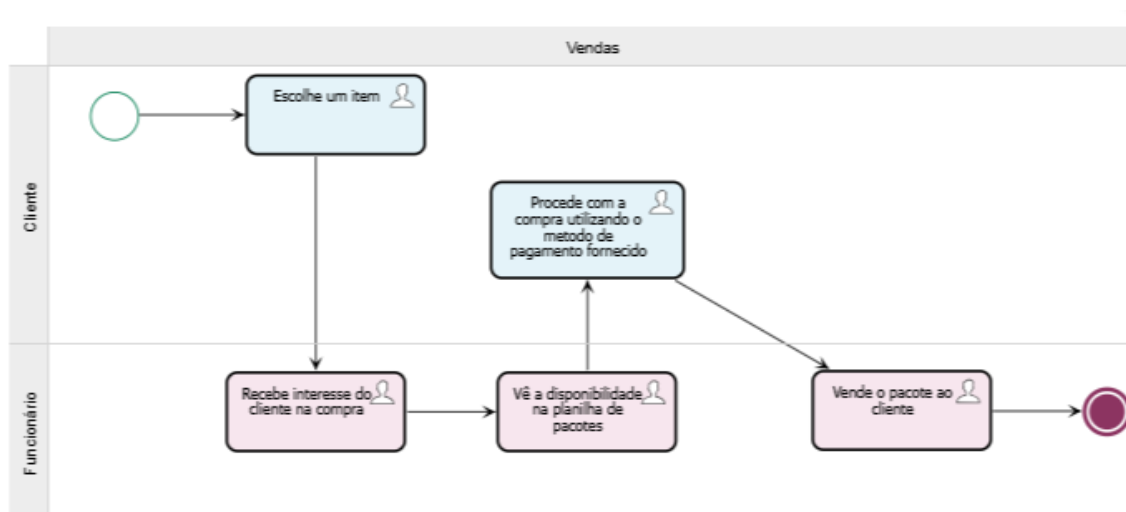 Vendas
Cliente
Escolhe um item
Procede com a
compra utilizando o
metodo de
pagamento fornecido
Funcionário
Recebe interesse do
cliente na compra
Vê a disponibilidade
na planilha de
pacotes
Vende o pacote ao
cliente